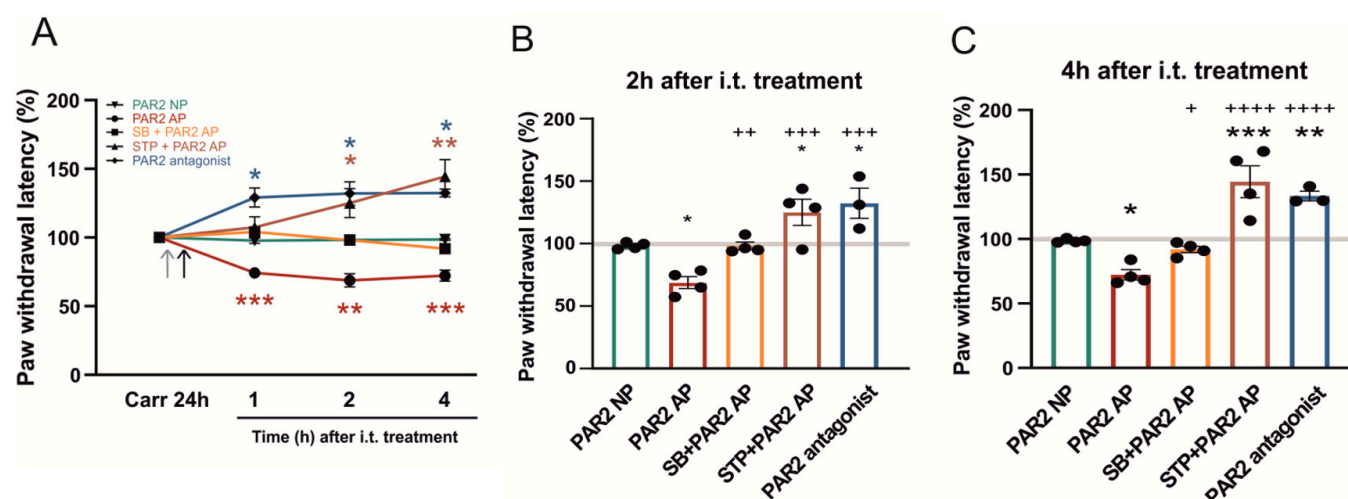 A
Paw withdrawal latency (%)
200
150
100
50
0
PAR2 NP
PAR2 AP
SB + PAR2 AP
STP + PAR2 AP
PAR2 antagonist
*
*
*
*
**
***
**
***
Carr 24h
1
2
4
Time (h) after i.t. treatment
B
2h after i.t. treatment
Paw withdrawal latency (%)
200
150
100
50
0
*
++
+++
*
+++
*
PAR2 NP
PAR2 AP
SB+PAR2 AP
STP+PAR2 AP
PAR2 antagonist
C
4h after i.t. treatment
Paw withdrawal latency (%)
200
150
100
50
0
*
+
++++
***
++++
**
PAR2 NP
PAR2 AP
SB+PAR2 AP
STP+PAR2 AP
PAR2 antagonist